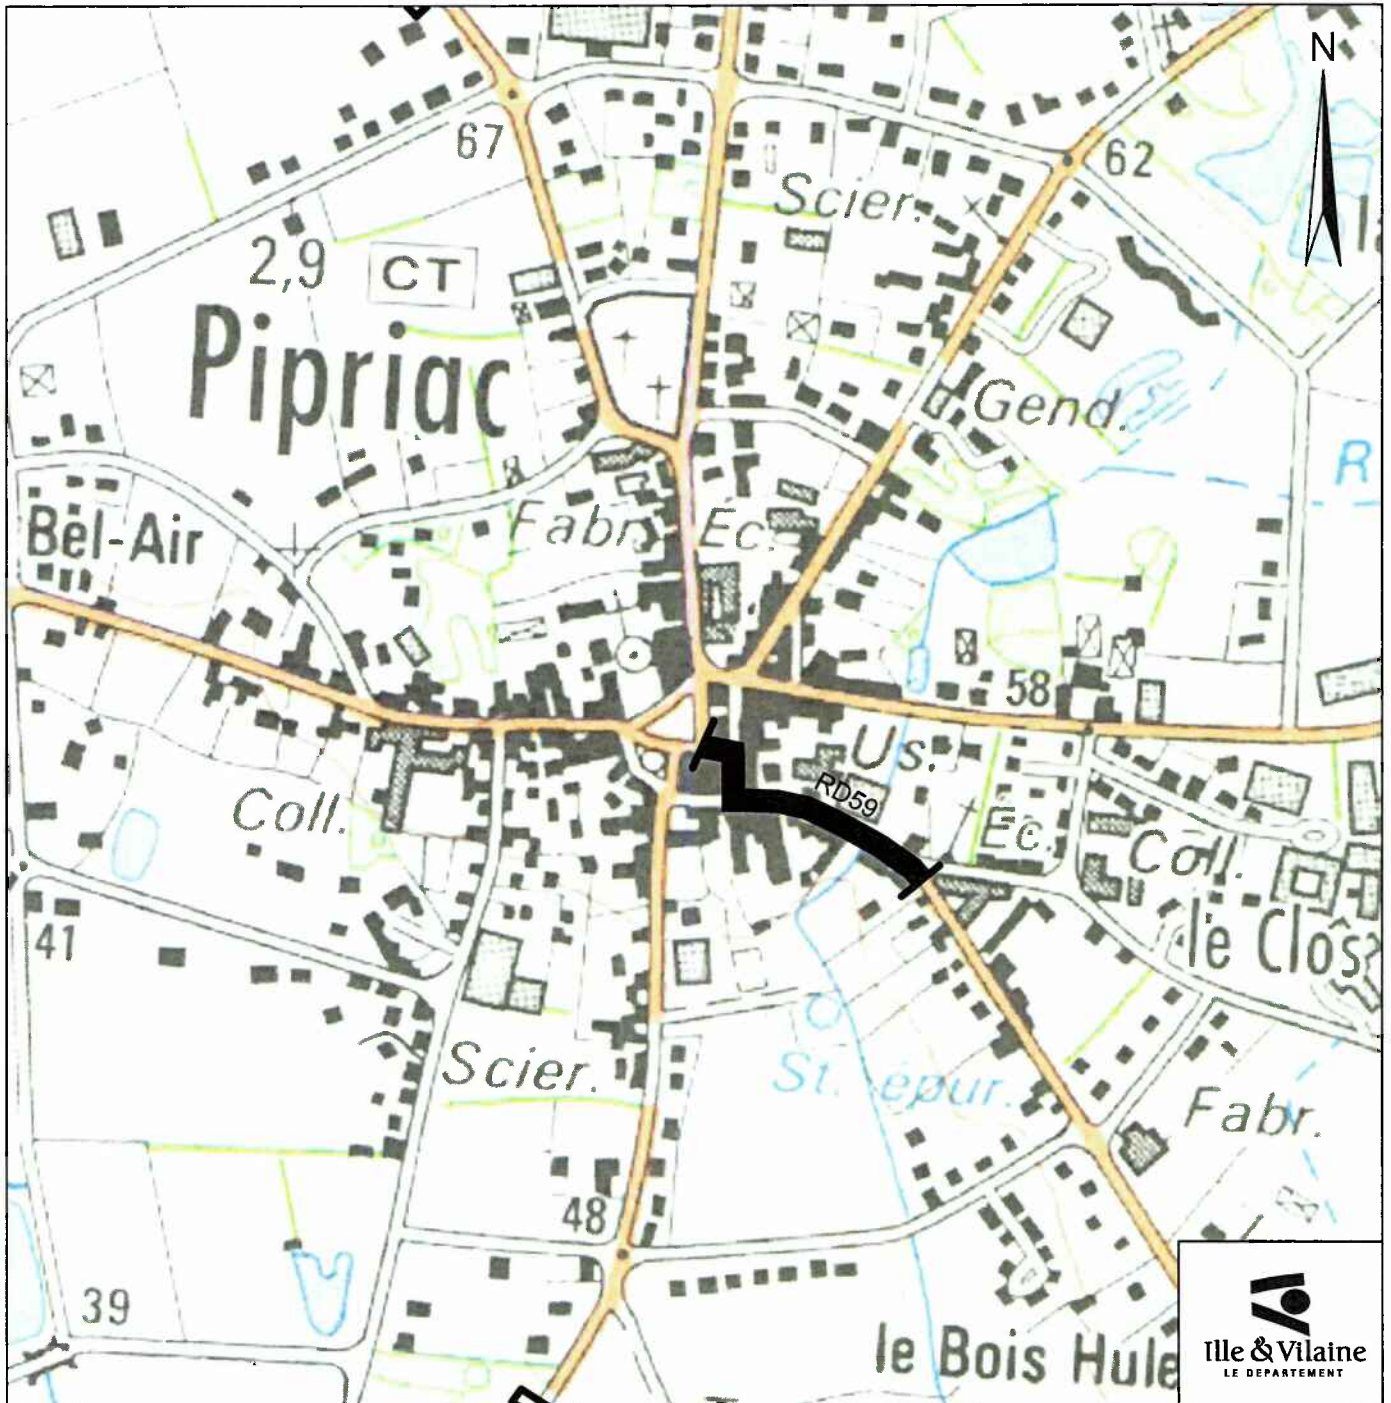 N
67
62
Scier.
2,9
CT
Pipriac
Gend.
R
Bel-Air
Fabr.
Ec.
58
Us.
RD59
Coll.
Ec.
Coll.
41
le Clos
Scier.
St. épur.
Fabr.
48
39
le Bois Hule
Ille & Vilaine
LE DEPARTEMENT